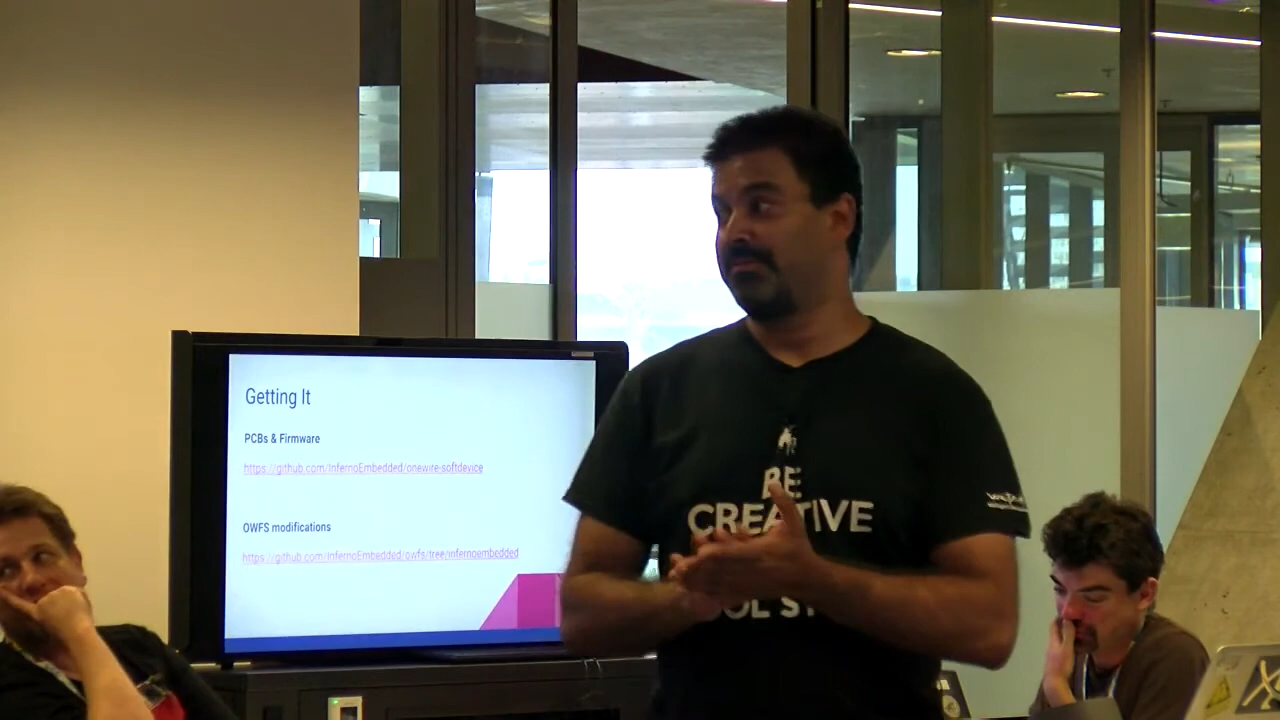 Getting It
PCBs & Firmware
https://github.com/InfernoEmbedded/onewire-softdevice
OWFS modifications
https://github.com/InfernoEmbedded/owfs/tree/infernoembedded
BE
CREATIVE